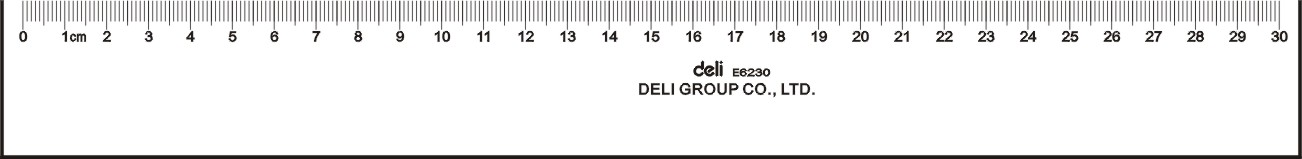 0 1cm 2 3 4 5 6 7 8 9 10 11 12 13 14 15 16 17 18 19 20 21 22 23 24 25 26 27 28 29 30
deli E6230
DELI GROUP CO., LTD.